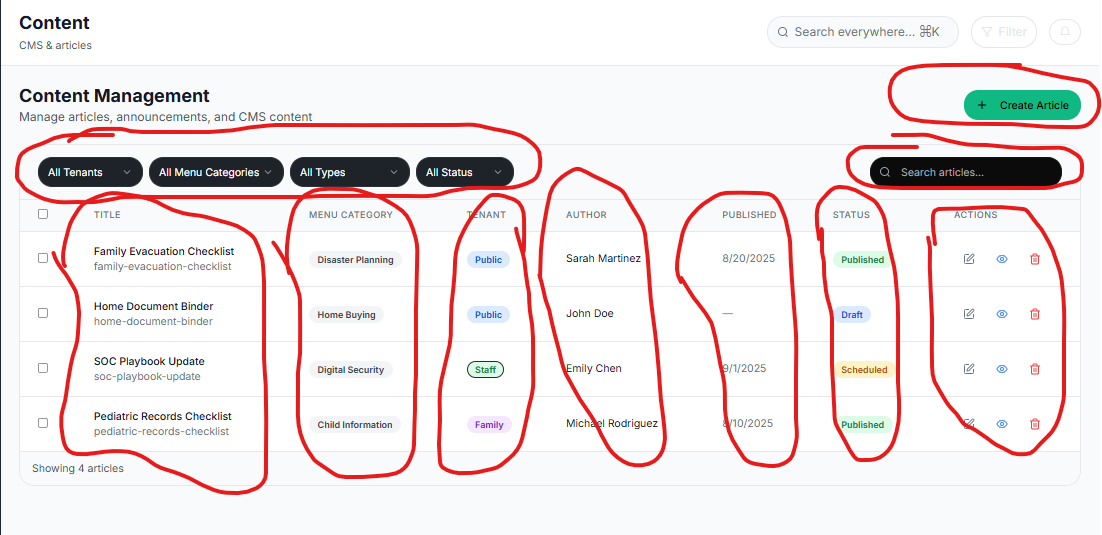 Content
CMS & articles
Search everywhere... ⌘K
Filter
Content Management
Manage articles, announcements, and CMS content
+ Create Article
All Tenants
All Menu Categories
All Types
All Status
Search articles...
TITLE MENU CATEGORY TENANT AUTHOR PUBLISHED STATUS ACTIONS
Family Evacuation Checklist Disaster Planning Public Sarah Martinez 8/20/2025 Published
family-evacuation-checklist
Home Document Binder Home Buying Public John Doe — Draft
home-document-binder
SOC Playbook Update Digital Security Staff Emily Chen 9/1/2025 Scheduled
soc-playbook-update
Pediatric Records Checklist Child Information Family Michael Rodriguez 8/10/2025 Published
pediatric-records-checklist
Showing 4 articles